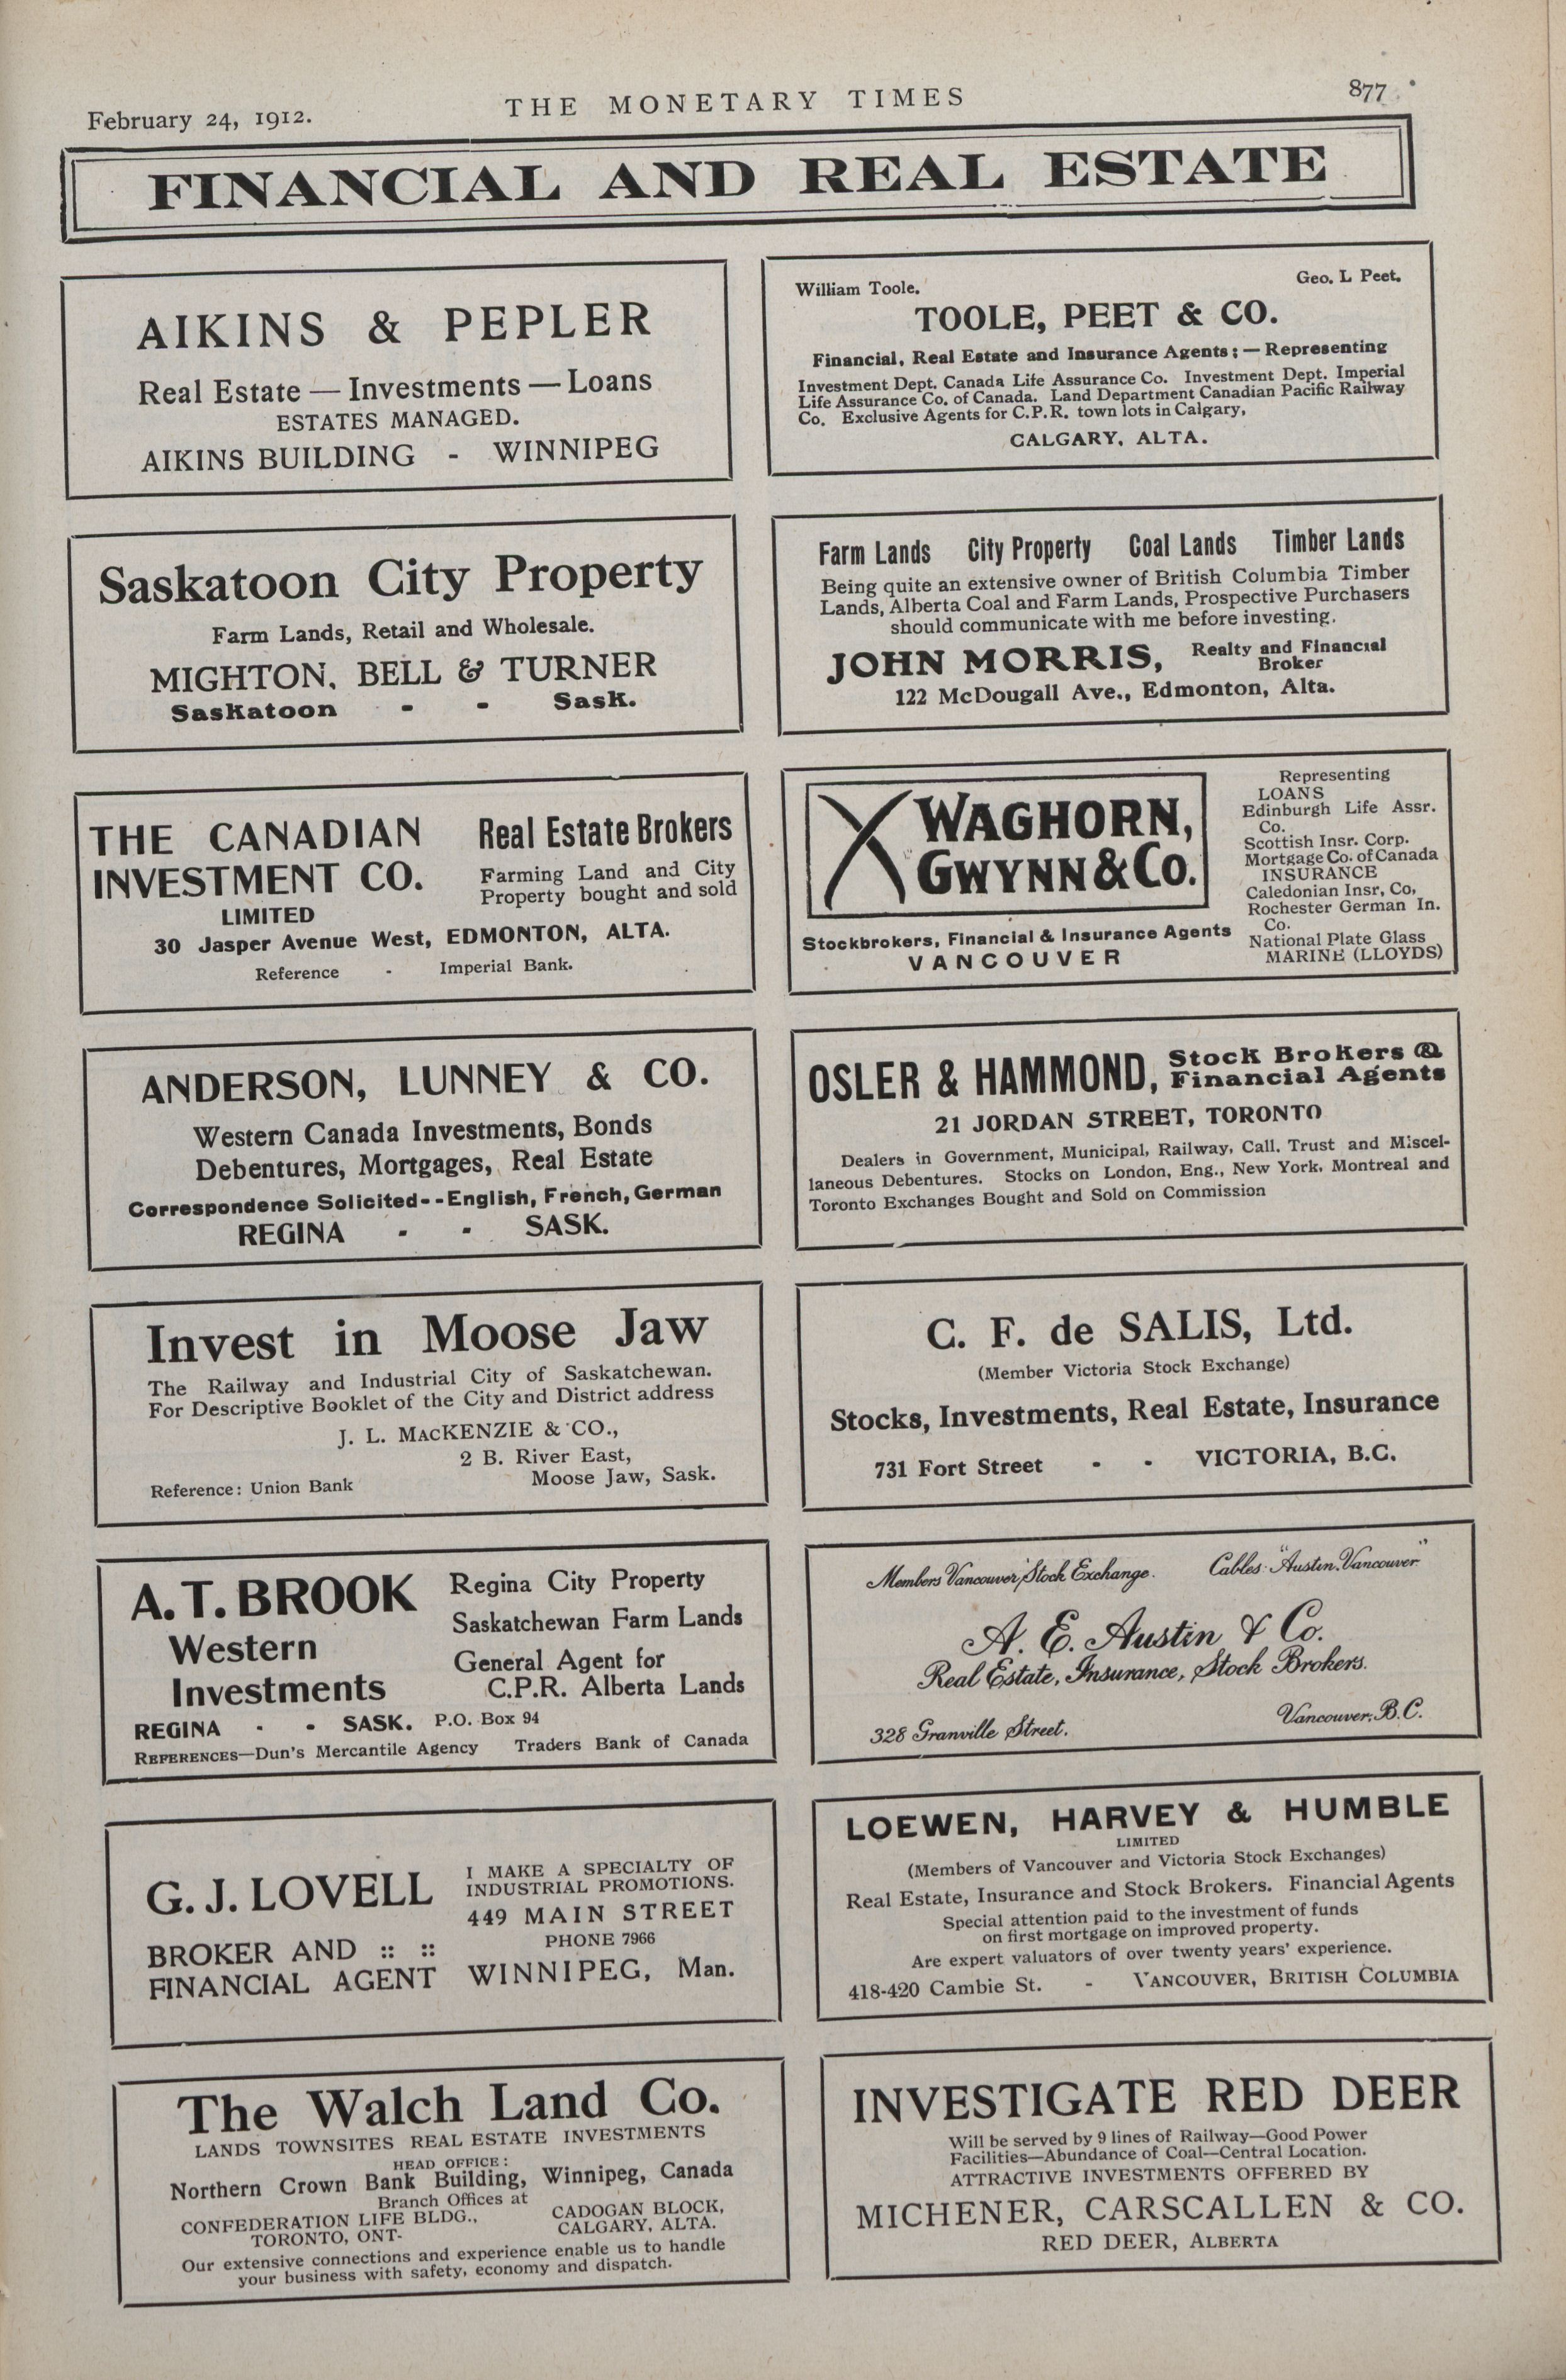 February 24, 1912.
THE MONETARY TIMES
877
FINANCIAL AND REAL ESTATE
AIKINS & PEPLER
Real Estate — Investments — Loans
ESTATES MANAGED.
AIKINS BUILDING - WINNIPEG
William Toole. Geo. L Peet.
TOOLE, PEET & CO.
Financial, Real Estate and Insurance Agents; — Representing
Investment Dept. Canada Life Assurance Co. Investment Dept. Imperial
Life Assurance Co. of Canada. Land Department Canadian Pacific Railway
Co. Exclusive Agents for C.P.R. town lots in Calgary,
CALGARY, ALTA.
Saskatoon City Property
Farm Lands, Retail and Wholesale.
MIGHTON, BELL & TURNER
Saskatoon - - Sask.
Farm Lands City Property Coal Lands Timber Lands
Being quite an extensive owner of British Columbia Timber
Lands, Alberta Coal and Farm Lands, Prospective Purchasers
should communicate with me before investing.
JOHN MORRIS, Realty and Financial
Broker
122 McDougall Ave., Edmonton, Alta.
THE CANADIAN
INVESTMENT CO.
LIMITED
Real Estate Brokers
Farming Land and City
Property bought and sold
30 Jasper Avenue West, EDMONTON, ALTA.
Reference - Imperial Bank.
WAGHORN,
GWYNN & Co.
Stockbrokers, Financial & Insurance Agents
VANCOUVER
Representing
LOANS
Edinburgh Life Assr.
Co.
Scottish Insr. Corp.
Mortgage Co. of Canada
INSURANCE
Caledonian Insr, Co,
Rochester German In.
Co.
National Plate Glass
MARINE (LLOYDS)
ANDERSON, LUNNEY & CO.
Western Canada Investments, Bonds
Debentures, Mortgages, Real Estate
Correspondence Solicited--English, French, German
REGINA - - SASK.
OSLER & HAMMOND, Stock Brokers &
Financial Agents
21 JORDAN STREET, TORONTO
Dealers in Government, Municipal, Railway, Call. Trust and Miscel-
laneous Debentures. Stocks on London, Eng., New York, Montreal and
Toronto Exchanges Bought and Sold on Commission
Invest in Moose Jaw
The Railway and Industrial City of Saskatchewan.
For Descriptive Booklet of the City and District address
J. L. MACKENZIE & CO.,
2 B. River East,
Moose Jaw, Sask.
Reference: Union Bank
C. F. de SALIS, Ltd.
(Member Victoria Stock Exchange)
Stocks, Investments, Real Estate, Insurance
731 Fort Street - - VICTORIA, B.C.
A. T. BROOK
Western
Investments
Regina City Property
Saskatchewan Farm Lands
General Agent for
C.P.R. Alberta Lands
REGINA - - SASK. P.O. Box 94
REFERENCES—Dun's Mercantile Agency Traders Bank of Canada
Members Vancouver Stock Exchange. Cables "Austin, Vancouver"
A. E. Austin & Co.
Real Estate, Insurance, Stock Brokers.
328 Granville Street. Vancouver, B.C.
G. J. LOVELL
BROKER AND :: ::
FINANCIAL AGENT
I MAKE A SPECIALTY OF
INDUSTRIAL PROMOTIONS.
449 MAIN STREET
PHONE 7966
WINNIPEG, Man.
LOEWEN, HARVEY & HUMBLE
LIMITED
(Members of Vancouver and Victoria Stock Exchanges)
Real Estate, Insurance and Stock Brokers. Financial Agents
Special attention paid to the investment of funds
on first mortgage on improved property.
Are expert valuators of over twenty years' experience.
418-420 Cambie St. - VANCOUVER, BRITISH COLUMBIA
The Walch Land Co.
LANDS TOWNSITES REAL ESTATE INVESTMENTS
HEAD OFFICE:
Northern Crown Bank Building, Winnipeg, Canada
Branch Offices at
CONFEDERATION LIFE BLDG.,
TORONTO, ONT-
CADOGAN BLOCK,
CALGARY, ALTA.
Our extensive connections and experience enable us to handle
your business with safety, economy and dispatch.
INVESTIGATE RED DEER
Will be served by 9 lines of Railway—Good Power
Facilities—Abundance of Coal—Central Location.
ATTRACTIVE INVESTMENTS OFFERED BY
MICHENER, CARSCALLEN & CO.
RED DEER, ALBERTA